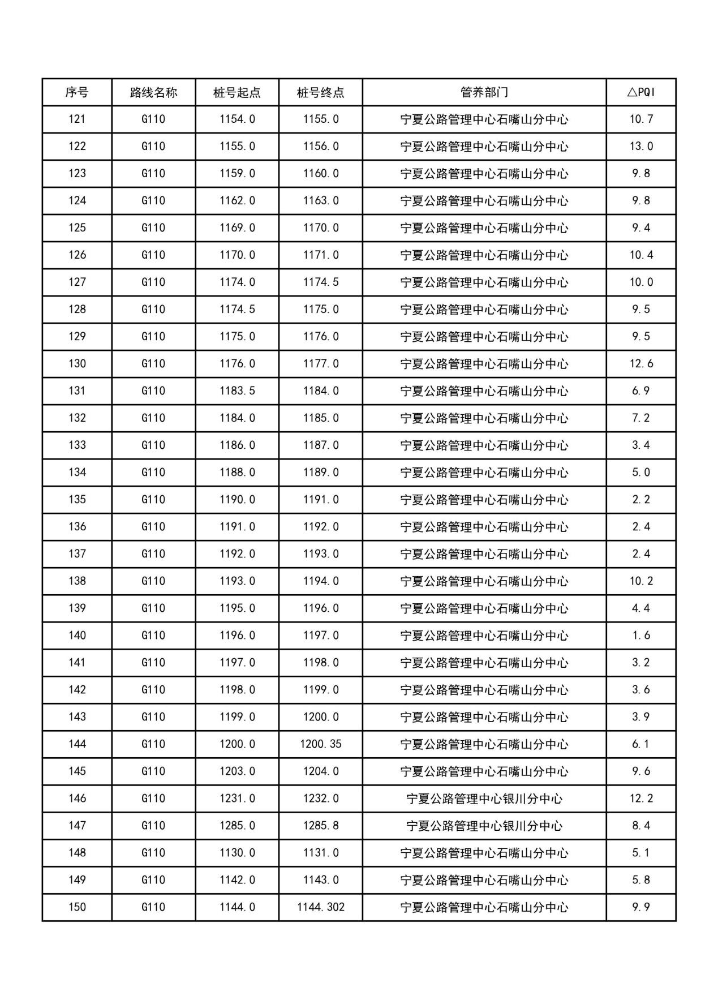 序号 路线名称 桩号起点 桩号终点 管养部门 △PQI
121 G110 1154.0 1155.0 宁夏公路管理中心石嘴山分中心 10.7
122 G110 1155.0 1156.0 宁夏公路管理中心石嘴山分中心 13.0
123 G110 1159.0 1160.0 宁夏公路管理中心石嘴山分中心 9.8
124 G110 1162.0 1163.0 宁夏公路管理中心石嘴山分中心 9.8
125 G110 1169.0 1170.0 宁夏公路管理中心石嘴山分中心 9.4
126 G110 1170.0 1171.0 宁夏公路管理中心石嘴山分中心 10.4
127 G110 1174.0 1174.5 宁夏公路管理中心石嘴山分中心 10.0
128 G110 1174.5 1175.0 宁夏公路管理中心石嘴山分中心 9.5
129 G110 1175.0 1176.0 宁夏公路管理中心石嘴山分中心 9.5
130 G110 1176.0 1177.0 宁夏公路管理中心石嘴山分中心 12.6
131 G110 1183.5 1184.0 宁夏公路管理中心石嘴山分中心 6.9
132 G110 1184.0 1185.0 宁夏公路管理中心石嘴山分中心 7.2
133 G110 1186.0 1187.0 宁夏公路管理中心石嘴山分中心 3.4
134 G110 1188.0 1189.0 宁夏公路管理中心石嘴山分中心 5.0
135 G110 1190.0 1191.0 宁夏公路管理中心石嘴山分中心 2.2
136 G110 1191.0 1192.0 宁夏公路管理中心石嘴山分中心 2.4
137 G110 1192.0 1193.0 宁夏公路管理中心石嘴山分中心 2.4
138 G110 1193.0 1194.0 宁夏公路管理中心石嘴山分中心 10.2
139 G110 1195.0 1196.0 宁夏公路管理中心石嘴山分中心 4.4
140 G110 1196.0 1197.0 宁夏公路管理中心石嘴山分中心 1.6
141 G110 1197.0 1198.0 宁夏公路管理中心石嘴山分中心 3.2
142 G110 1198.0 1199.0 宁夏公路管理中心石嘴山分中心 3.6
143 G110 1199.0 1200.0 宁夏公路管理中心石嘴山分中心 3.9
144 G110 1200.0 1200.35 宁夏公路管理中心石嘴山分中心 6.1
145 G110 1203.0 1204.0 宁夏公路管理中心石嘴山分中心 9.6
146 G110 1231.0 1232.0 宁夏公路管理中心银川分中心 12.2
147 G110 1285.0 1285.8 宁夏公路管理中心银川分中心 8.4
148 G110 1130.0 1131.0 宁夏公路管理中心石嘴山分中心 5.1
149 G110 1142.0 1143.0 宁夏公路管理中心石嘴山分中心 5.8
150 G110 1144.0 1144.302 宁夏公路管理中心石嘴山分中心 9.9